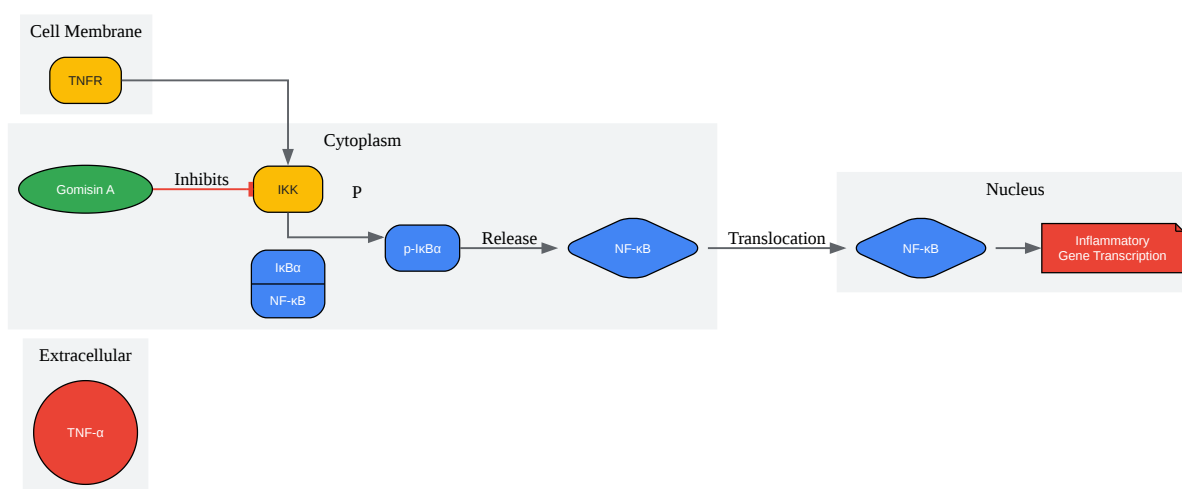 Cell Membrane
TNFR
Cytoplasm
Gomisin A
Inhibits
IKK
P
p-IκBα
Release
NF-κB
Translocation
IκBα
NF-κB
Nucleus
NF-κB
Inflammatory
Gene Transcription
Extracellular
TNF-α